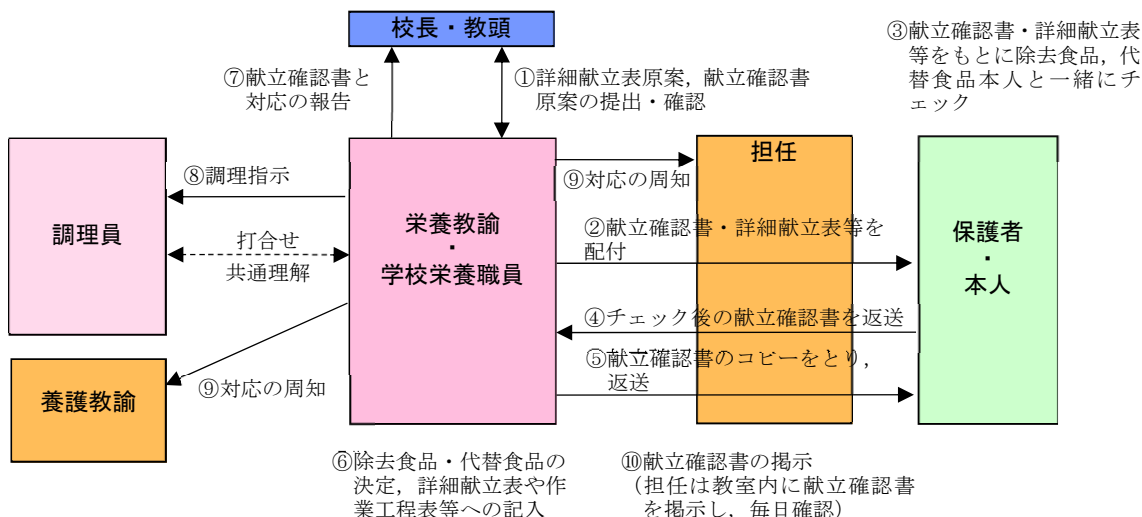 校長・教頭
③献立確認書・詳細献立表
等をもとに除去食品，代
替食品本人と一緒にチ
ェック
⑦献立確認書と
対応の報告
①詳細献立表原案，献立確認書
原案の提出・確認
担任
⑧調理指示
⑨対応の周知
調理員
打合せ
共通理解
栄養教諭
・
学校栄養職員
②献立確認書・詳細献立表等を
配付
保護者
・
本人
④チェック後の献立確認書を返送
⑤献立確認書のコピーをとり，
返送
⑨対応の周知
養護教諭
⑥除去食品・代替食品の
決定，詳細献立表や作
業工程表等への記入
⑩献立確認書の掲示
（担任は教室内に献立確認書
を掲示し，毎日確認）